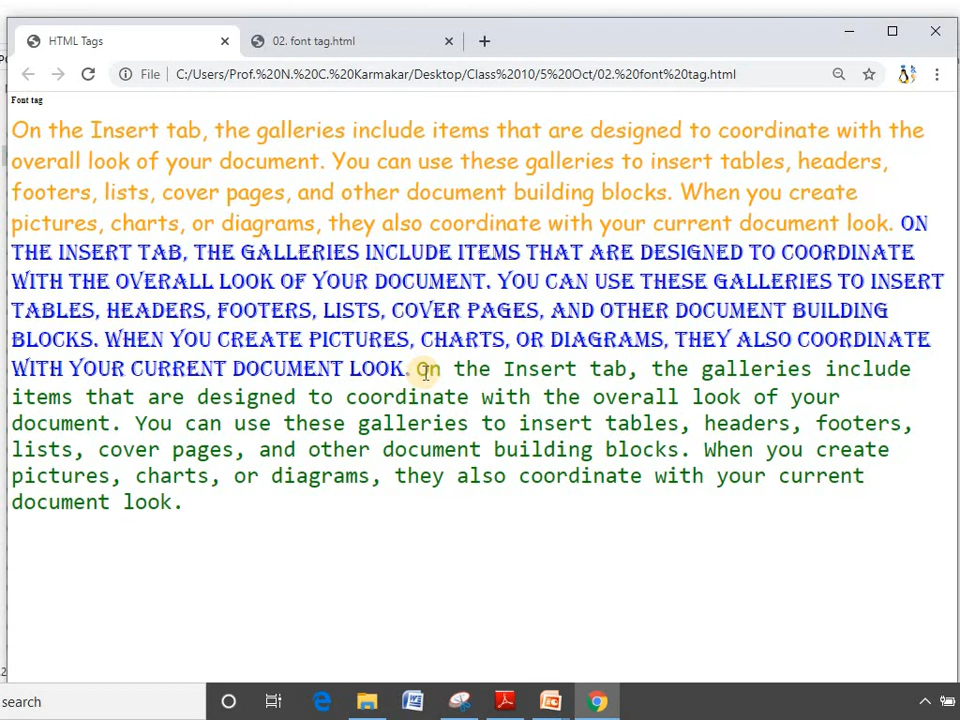 HTML Tags
02. font tag.html
File
C:/Users/Prof.%20N.%20C.%20Karmakar/Desktop/Class%2010/5%20Oct/02.%20font%20tag.html
Font tag
On the Insert tab, the galleries include items that are designed to coordinate with the
overall look of your document. You can use these galleries to insert tables, headers,
footers, lists, cover pages, and other document building blocks. When you create
pictures, charts, or diagrams, they also coordinate with your current document look. ON
THE INSERT TAB, THE GALLERIES INCLUDE ITEMS THAT ARE DESIGNED TO COORDINATE
WITH THE OVERALL LOOK OF YOUR DOCUMENT. YOU CAN USE THESE GALLERIES TO INSERT
TABLES, HEADERS, FOOTERS, LISTS, COVER PAGES, AND OTHER DOCUMENT BUILDING
BLOCKS. WHEN YOU CREATE PICTURES, CHARTS, OR DIAGRAMS, THEY ALSO COORDINATE
WITH YOUR CURRENT DOCUMENT LOOK. On the Insert tab, the galleries include
items that are designed to coordinate with the overall look of your
document. You can use these galleries to insert tables, headers, footers,
lists, cover pages, and other document building blocks. When you create
pictures, charts, or diagrams, they also coordinate with your current
document look.
search